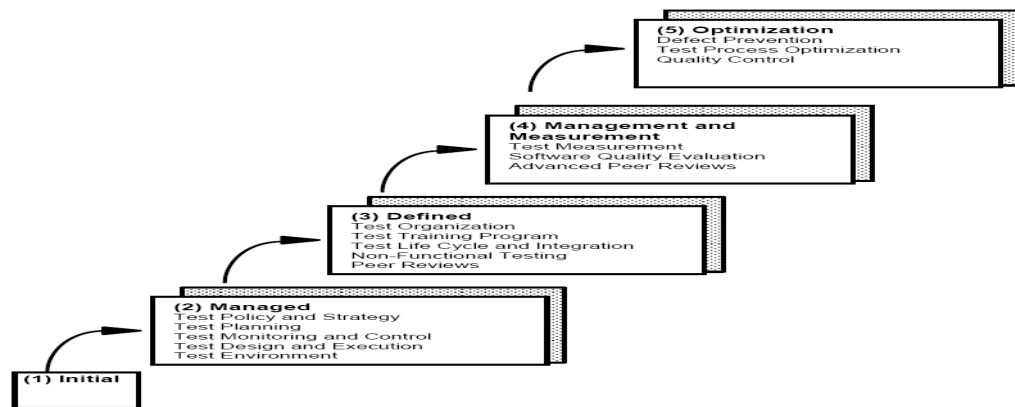 (5) Optimization
Defect Prevention
Test Process Optimization
Quality Control
(4) Management and
Measurement
Test Measurement
Software Quality Evaluation
Advanced Peer Reviews
(3) Defined
Test Organization
Test Training Program
Test Life Cycle and Integration
Non-Functional Testing
Peer Reviews
(2) Managed
Test Policy and Strategy
Test Planning
Test Monitoring and Control
Test Design and Execution
Test Environment
(1) Initial